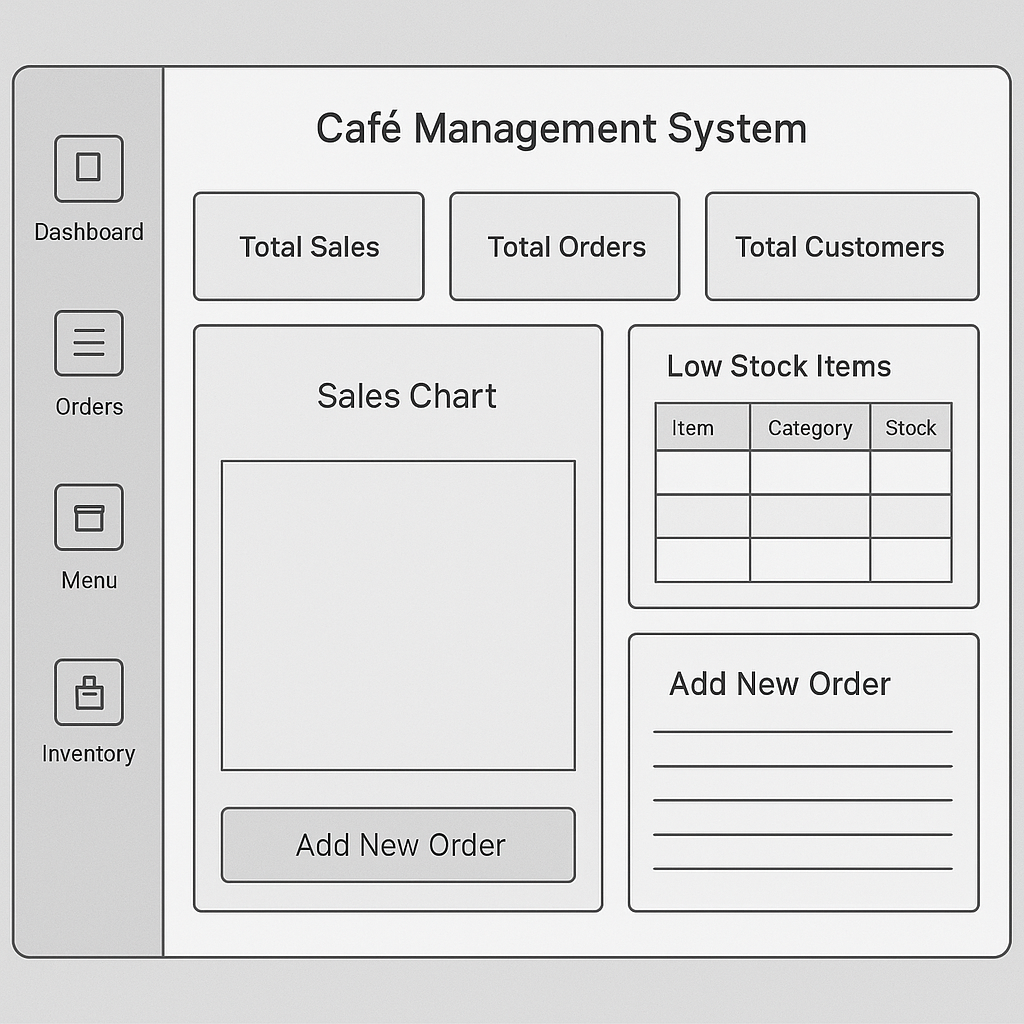 Café Management System
Dashboard
Orders
Menu
Inventory
Total Sales
Total Orders
Total Customers
Sales Chart
Add New Order
Low Stock Items
Item Category Stock
Add New Order